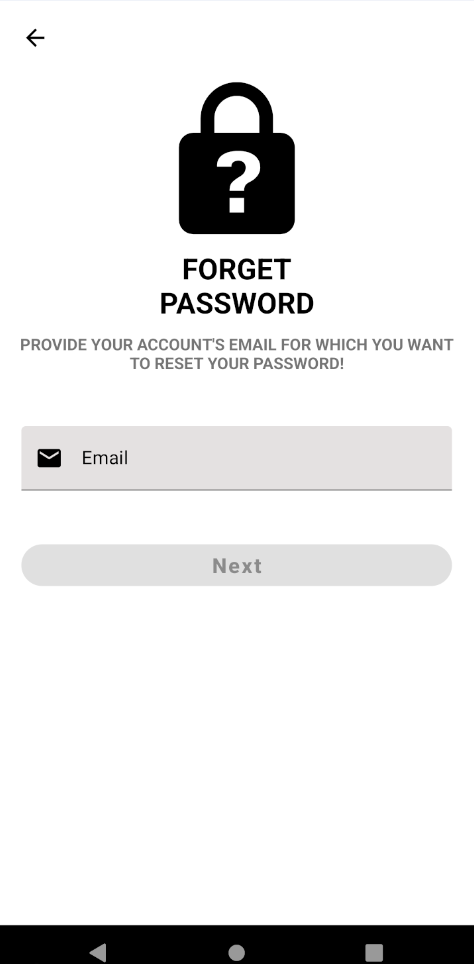 ?
FORGET
PASSWORD
PROVIDE YOUR ACCOUNT'S EMAIL FOR WHICH YOU WANT
TO RESET YOUR PASSWORD!
Email
Next